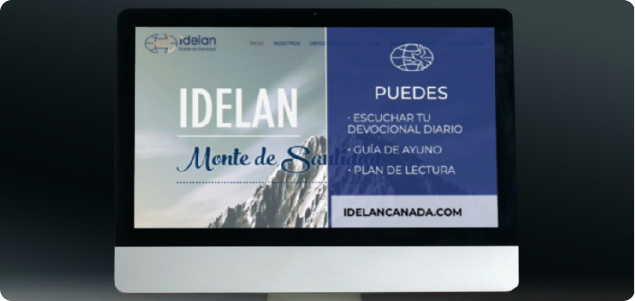 idelan
Monte de Santidad
INICIO NOSOTROS
IDELAN
Monte de Santidad
PUEDES
· ESCUCHAR TU
DEVOCIONAL DIARIO
· GUÍA DE AYUNO
· PLAN DE LECTURA
IDELANCANADA.COM